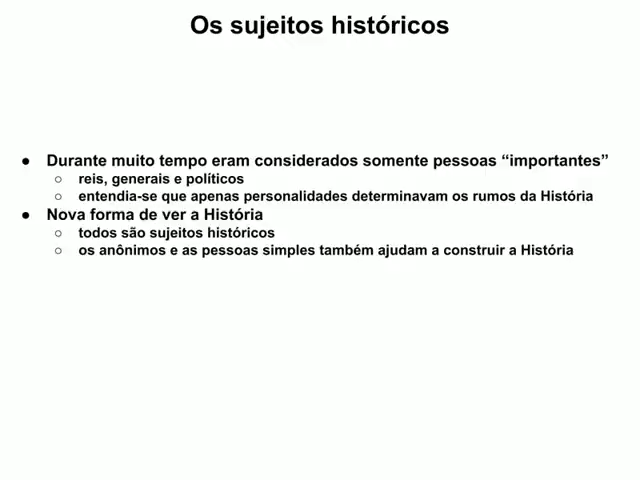 Os sujeitos históricos
● Durante muito tempo eram considerados somente pessoas “importantes”
○ reis, generais e políticos
○ entendia-se que apenas personalidades determinavam os rumos da História
● Nova forma de ver a História
○ todos são sujeitos históricos
○ os anônimos e as pessoas simples também ajudam a construir a História